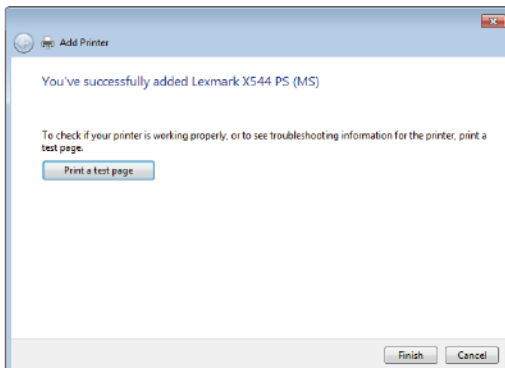 Add Printer
You've successfully added Lexmark X544 PS (MS)
To check if your printer is working properly, or to see troubleshooting information for the printer, print a
test page.
Print a test page
Finish Cancel